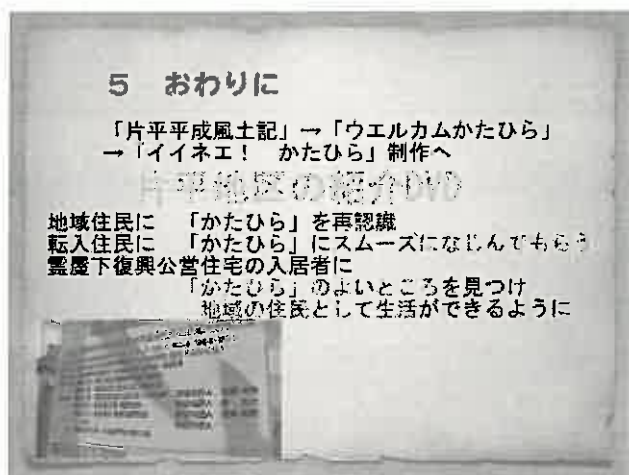 5 おわりに
「片平平成風土記」→「ウエルカムかたひら」
→「イイネエ! かたひら」制作へ
片平地区の紹介DVD
地域住民に 「かたひら」を再認識
転入住民に 「かたひら」にスムーズになじんでもらう
霊屋下復興公営住宅の入居者に
「かたひら」のよいところを見つけ
地域の住民として生活ができるように